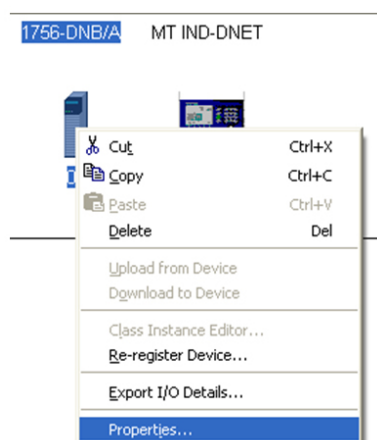 1756-DNB/A MT IND-DNET
Cut Ctrl+X
Copy Ctrl+C
Paste Ctrl+V
Delete Del
Upload from Device
Download to Device
Class Instance Editor...
Re-register Device...
Export I/O Details...
Properties...